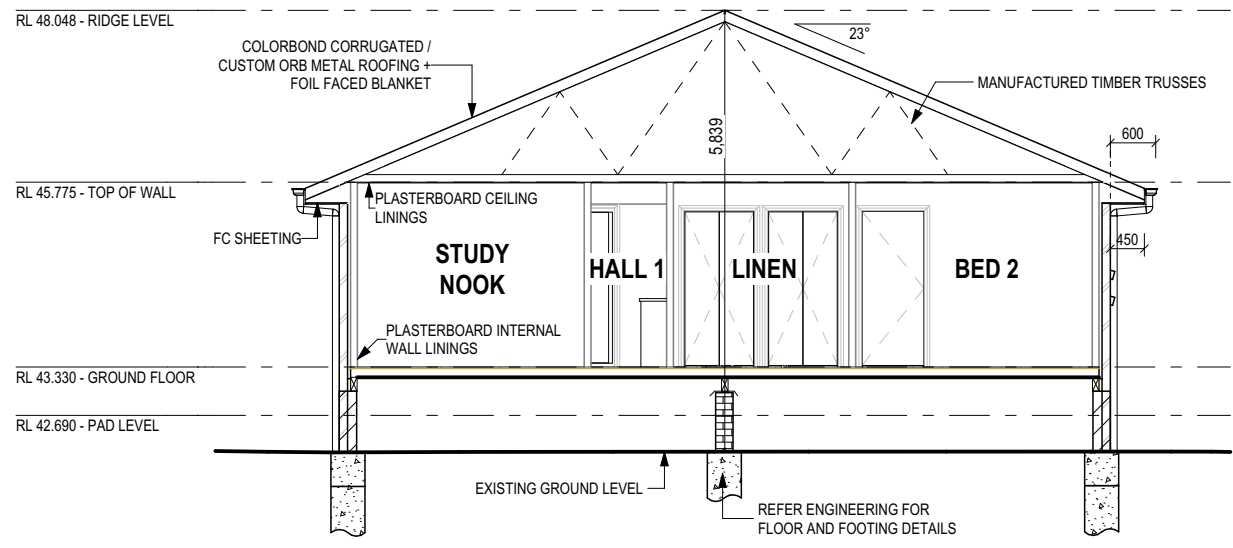 RL 48.048 - RIDGE LEVEL
23°
COLORBOND CORRUGATED /
CUSTOM ORB METAL ROOFING +
FOIL FACED BLANKET
MANUFACTURED TIMBER TRUSSES
5,839
600
RL 45.775 - TOP OF WALL
PLASTERBOARD CEILING
LININGS
FC SHEETING
450
STUDY
NOOK
HALL 1
LINEN
BED 2
PLASTERBOARD INTERNAL
WALL LININGS
RL 43.330 - GROUND FLOOR
RL 42.690 - PAD LEVEL
EXISTING GROUND LEVEL
REFER ENGINEERING FOR
FLOOR AND FOOTING DETAILS